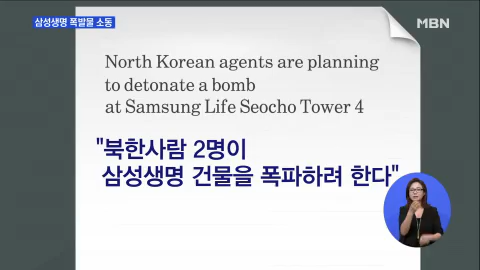 삼성생명 폭발물 소동
MBN
North Korean agents are planning
to detonate a bomb
at Samsung Life Seocho Tower 4
"북한사람 2명이
삼성생명 건물을 폭파하려 한다"